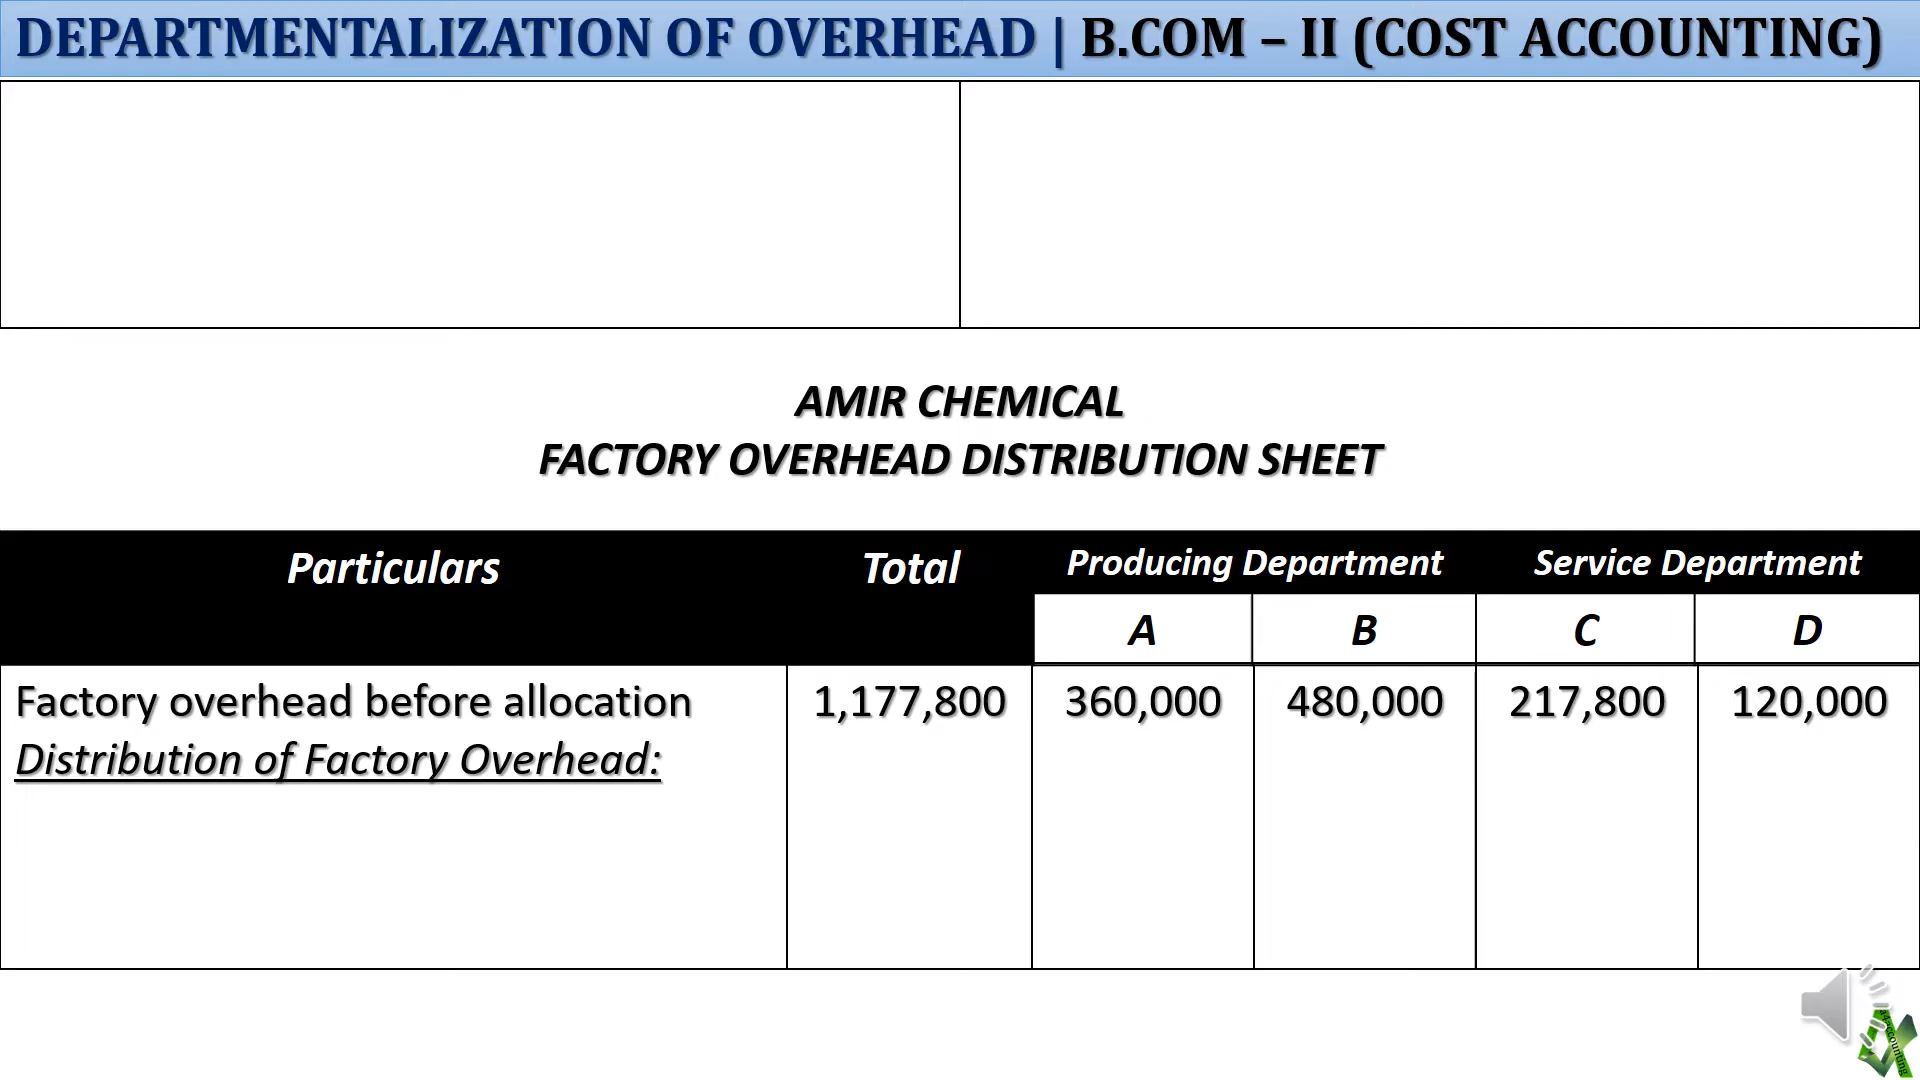 DEPARTMENTALIZATION OF OVERHEAD | B.COM – II (COST ACCOUNTING)
AMIR CHEMICAL
FACTORY OVERHEAD DISTRIBUTION SHEET
Particulars Total Producing Department Service Department
A B C D
Factory overhead before allocation 1,177,800 360,000 480,000 217,800 120,000
Distribution of Factory Overhead: